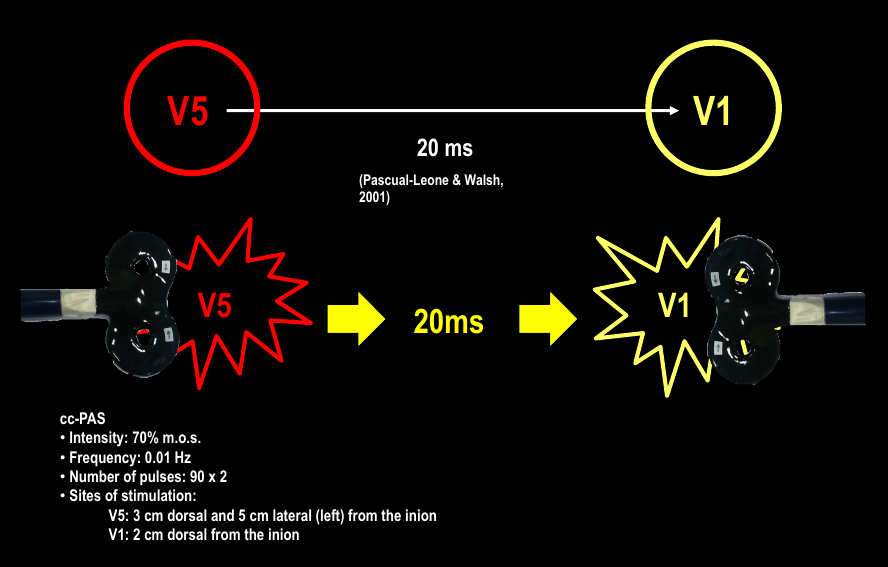 V5
V1
20 ms
(Pascual-Leone & Walsh,
2001)
V5
20ms
V1
cc-PAS
• Intensity: 70% m.o.s.
• Frequency: 0.01 Hz
• Number of pulses: 90 x 2
• Sites of stimulation:
V5: 3 cm dorsal and 5 cm lateral (left) from the inion
V1: 2 cm dorsal from the inion